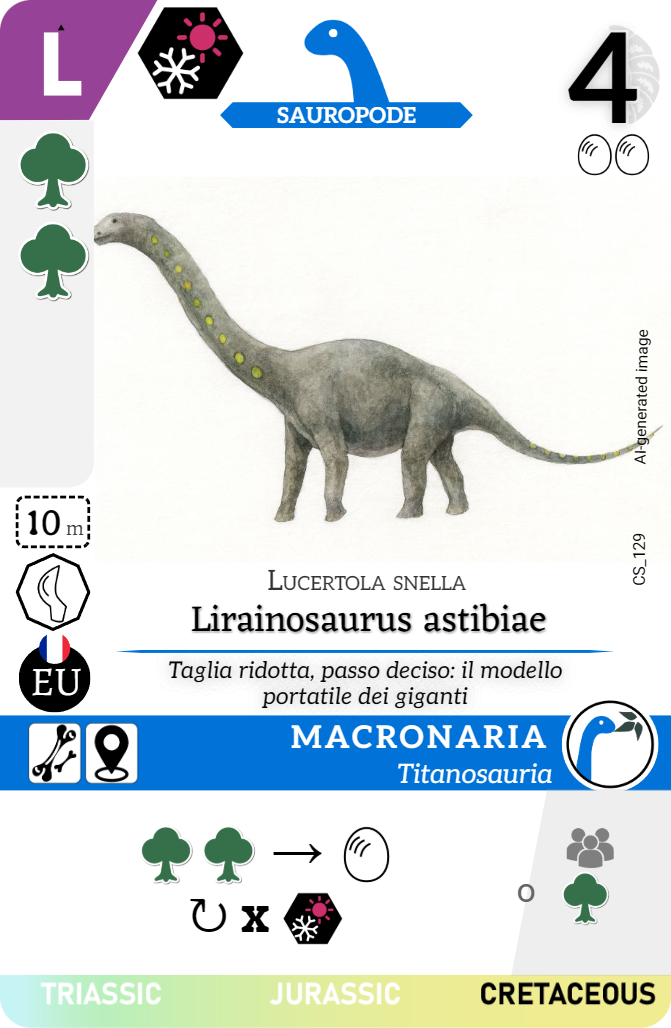 L
4
SAUROPODE
AI-generated image
10 m
CS_129
LUCERTOLA SNELLA
Lirainosaurus astibiae
EU
Taglia ridotta, passo deciso: il modello
portatile dei giganti
MACRONARIA
Titanosauria
o
x
TRIASSIC JURASSIC CRETACEOUS